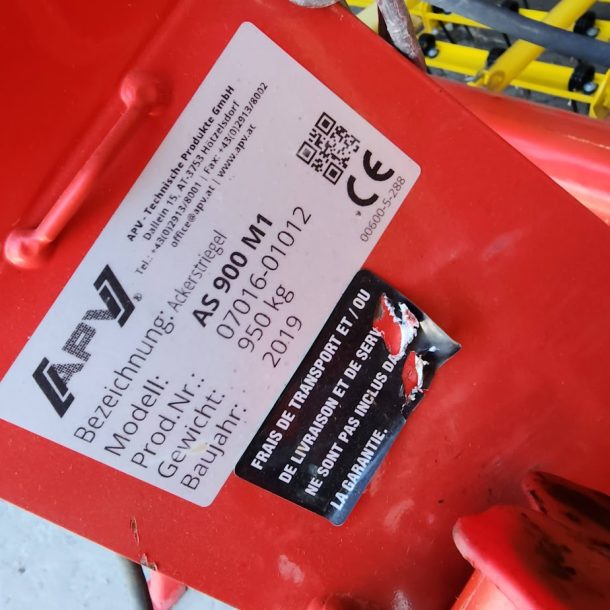 APV®
APV - Technische Produkte GmbH
Dallein 15, AT-3753 Hötzelsdorf
Tel.: +43(0)2913/8001 | Fax: +43(0)2913/8002
office@apv.at | www.apv.at
CE
00600-5-288
Bezeichnung: Ackerstriegel
Modell: AS 900 M1
Prod.Nr.: 07016-01012
Gewicht: 950 kg
Baujahr: 2019
FRAIS DE TRANSPORT ET / OU
DE LIVRAISON ET DE SERV
NE SONT PAS INCLUS DA
LA GARANTIE.